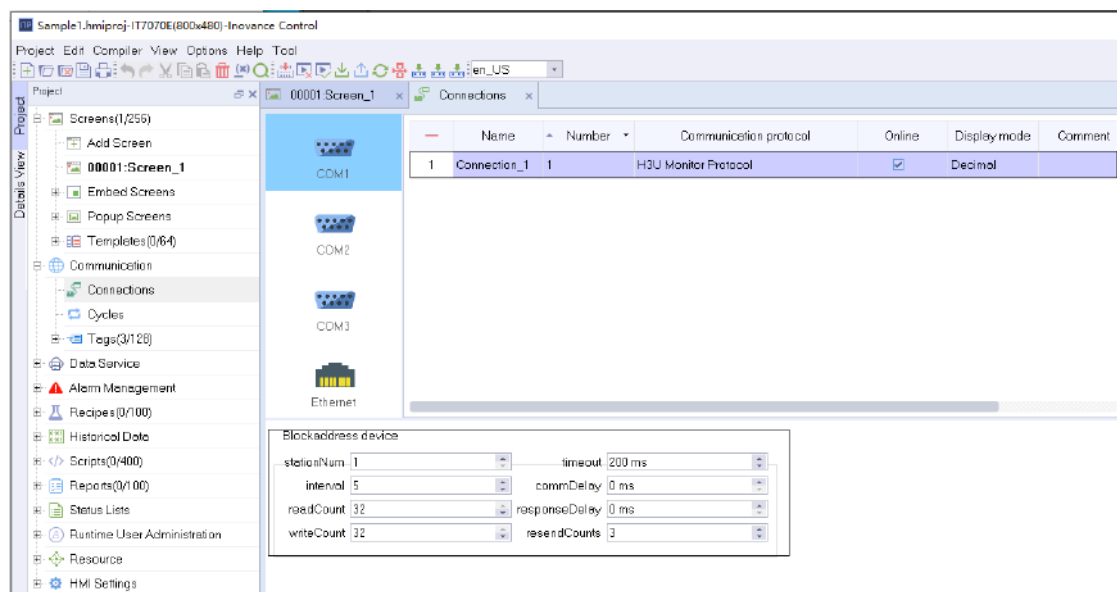 Sample1.hmiproj-IT7070E(800x480)-Inovance Control
Project Edit Compiler View Options Help Tool
en_US
Project
Details View
Project
Screens(1/256)
Add Screen
00001:Screen_1
Embed Screens
Popup Screens
Templates(0/64)
Communication
Connections
Cycles
Tags(3/128)
Data Service
Alarm Management
Recipes(0/100)
Historical Data
Scripts(0/400)
Reports(0/100)
Status Lists
Runtime User Administration
Resource
HMI Settings
00001:Screen_1 × Connections ×
COM1
COM2
COM3
Ethernet
Name Number Communication protocol Online Display mode Comment
1 Connection_1 1 H3U Monitor Protocol Decimal
Blockaddress device
stationNum 1 timeout 200 ms
interval 5 commDelay 0 ms
readCount 32 responseDelay 0 ms
writeCount 32 resendCounts 3